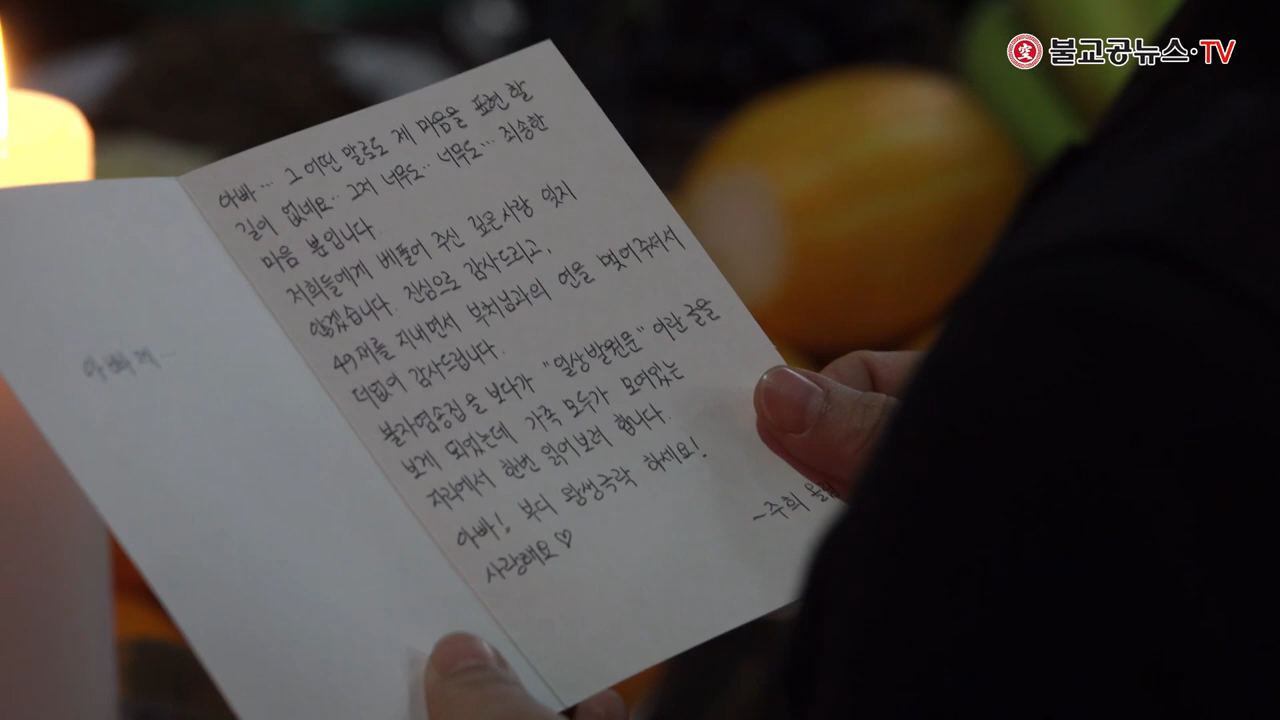 불교공뉴스·TV
아빠게..
아빠... 그 어떤 말로도 제 마음을 표현할
길이 없네요.. 그저 너무도.. 너무도... 죄송한
마음 뿐입니다.
저희들에게 베풀어 주신 깊은사랑 잊지
않겠습니다. 진심으로 감사드리고,
49재를 지내면서 부처님과의 연을 맺어주셔서
더없이 감사드립니다.
불자염송집을 보다가 "일상발원문" 이란 글을
보게 되었는데 가족 모두가 모여있는
자리에서 한번 읽어보려 합니다.
아빠! 부디 왕생극락 하세요!
사랑해요♡
-주희 올림